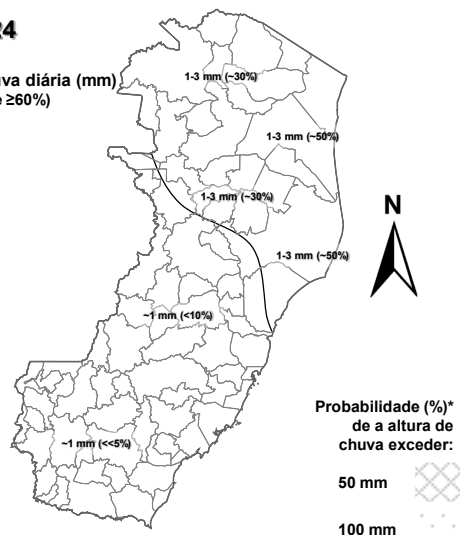 24
uva diária (mm)
e ≥60%)
1-3 mm (~30%)
1-3 mm (~50%)
1-3 mm (~30%)
1-3 mm (~50%)
~1 mm (<10%)
~1 mm (<<5%)
N
Probabilidade (%)*
de a altura de
chuva exceder:
50 mm
100 mm